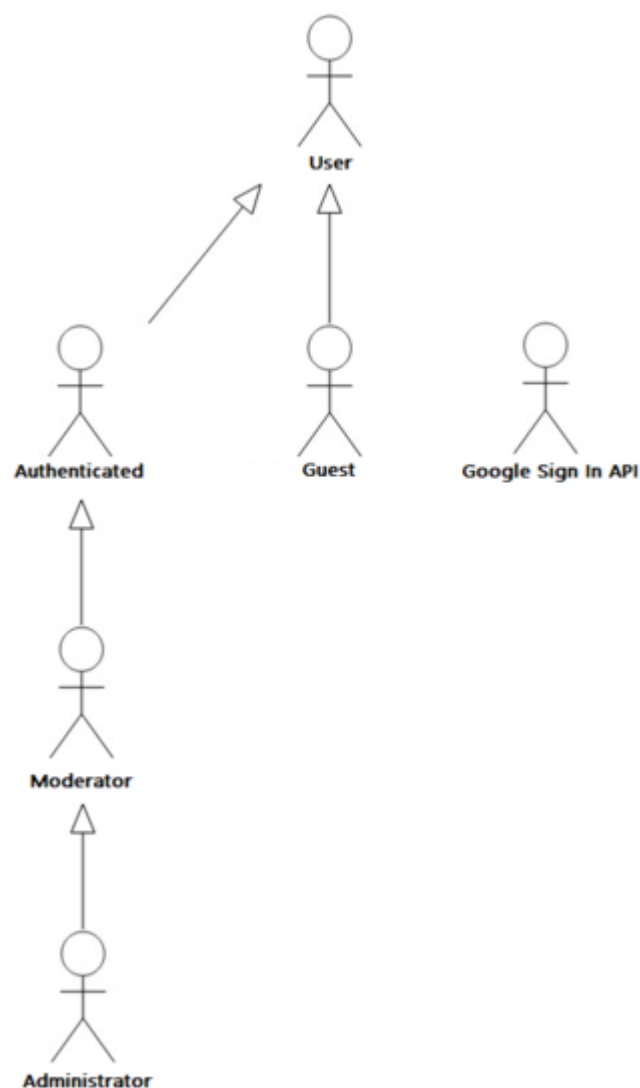 User
Authenticated
Guest
Google Sign In API
Moderator
Administrator